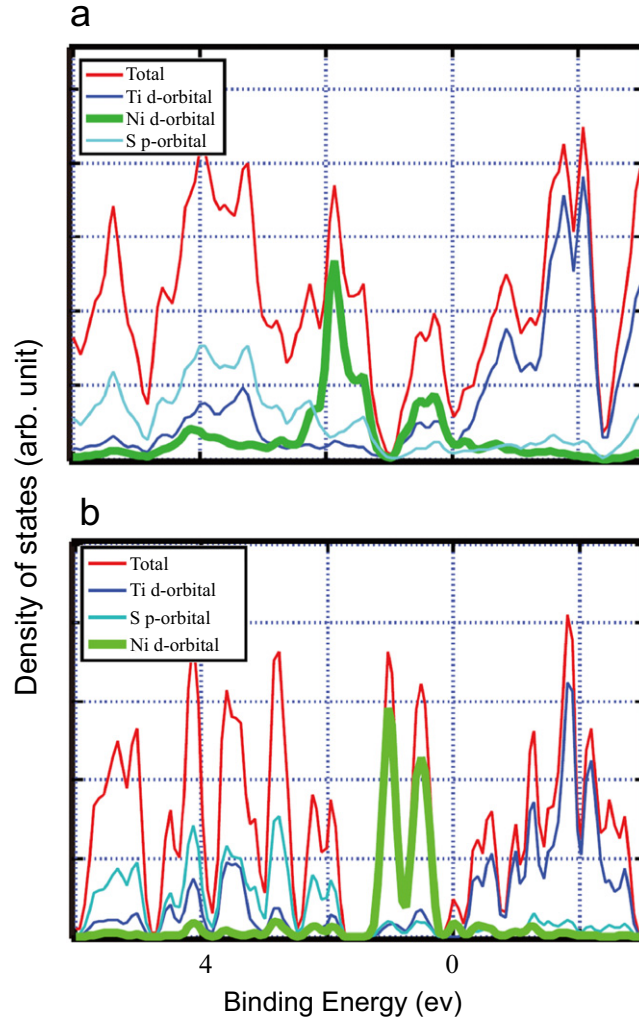 a
Total
Ti d-orbital
Ni d-orbital
S p-orbital
Density of states (arb. unit)
b
Total
Ti d-orbital
S p-orbital
Ni d-orbital
4 0
Binding Energy (ev)